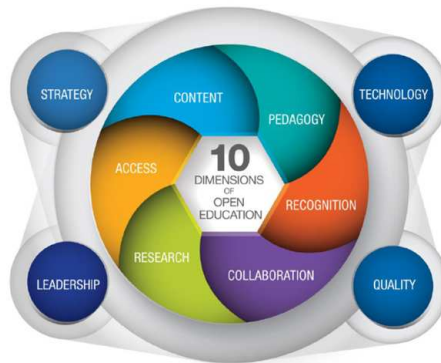 STRATEGY
TECHNOLOGY
CONTENT
PEDAGOGY
ACCESS
10
DIMENSIONS
OF
OPEN
EDUCATION
RECOGNITION
RESEARCH
COLLABORATION
LEADERSHIP
QUALITY